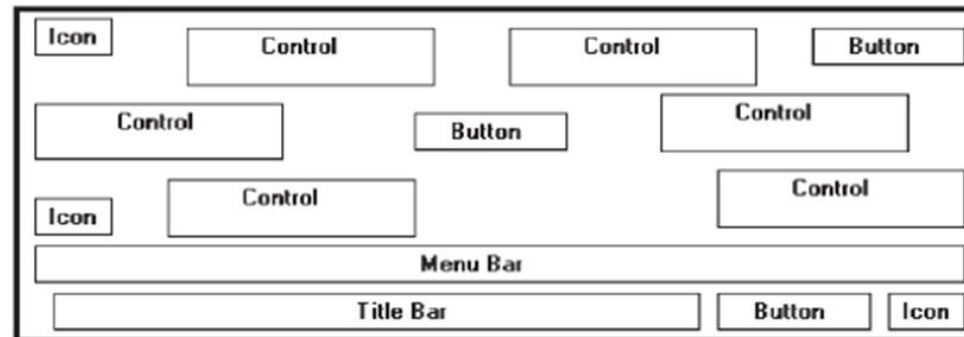 Icon
Control
Control
Button
Control
Button
Control
Icon
Control
Control
Menu Bar
Title Bar
Button
Icon